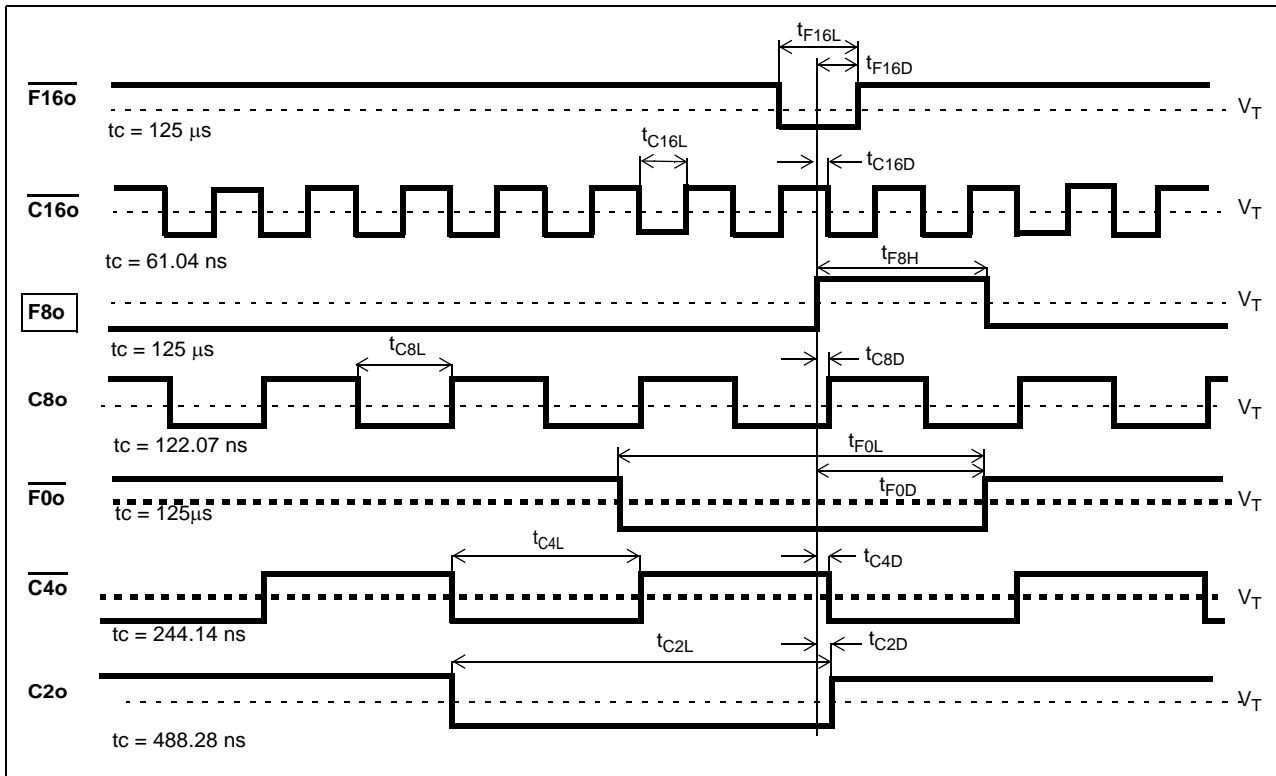 tF16L
tF16D
F16o
VT
tc = 125 μs
tC16L
tC16D
C16o
VT
tc = 61.04 ns
tF8H
F8o
VT
tc = 125 μs
tC8L
tC8D
C8o
VT
tc = 122.07 ns
tF0L
F0o
tF0D
VT
tc = 125μs
tC4L
tC4D
C4o
VT
tc = 244.14 ns
tC2L
tC2D
C2o
VT
tc = 488.28 ns